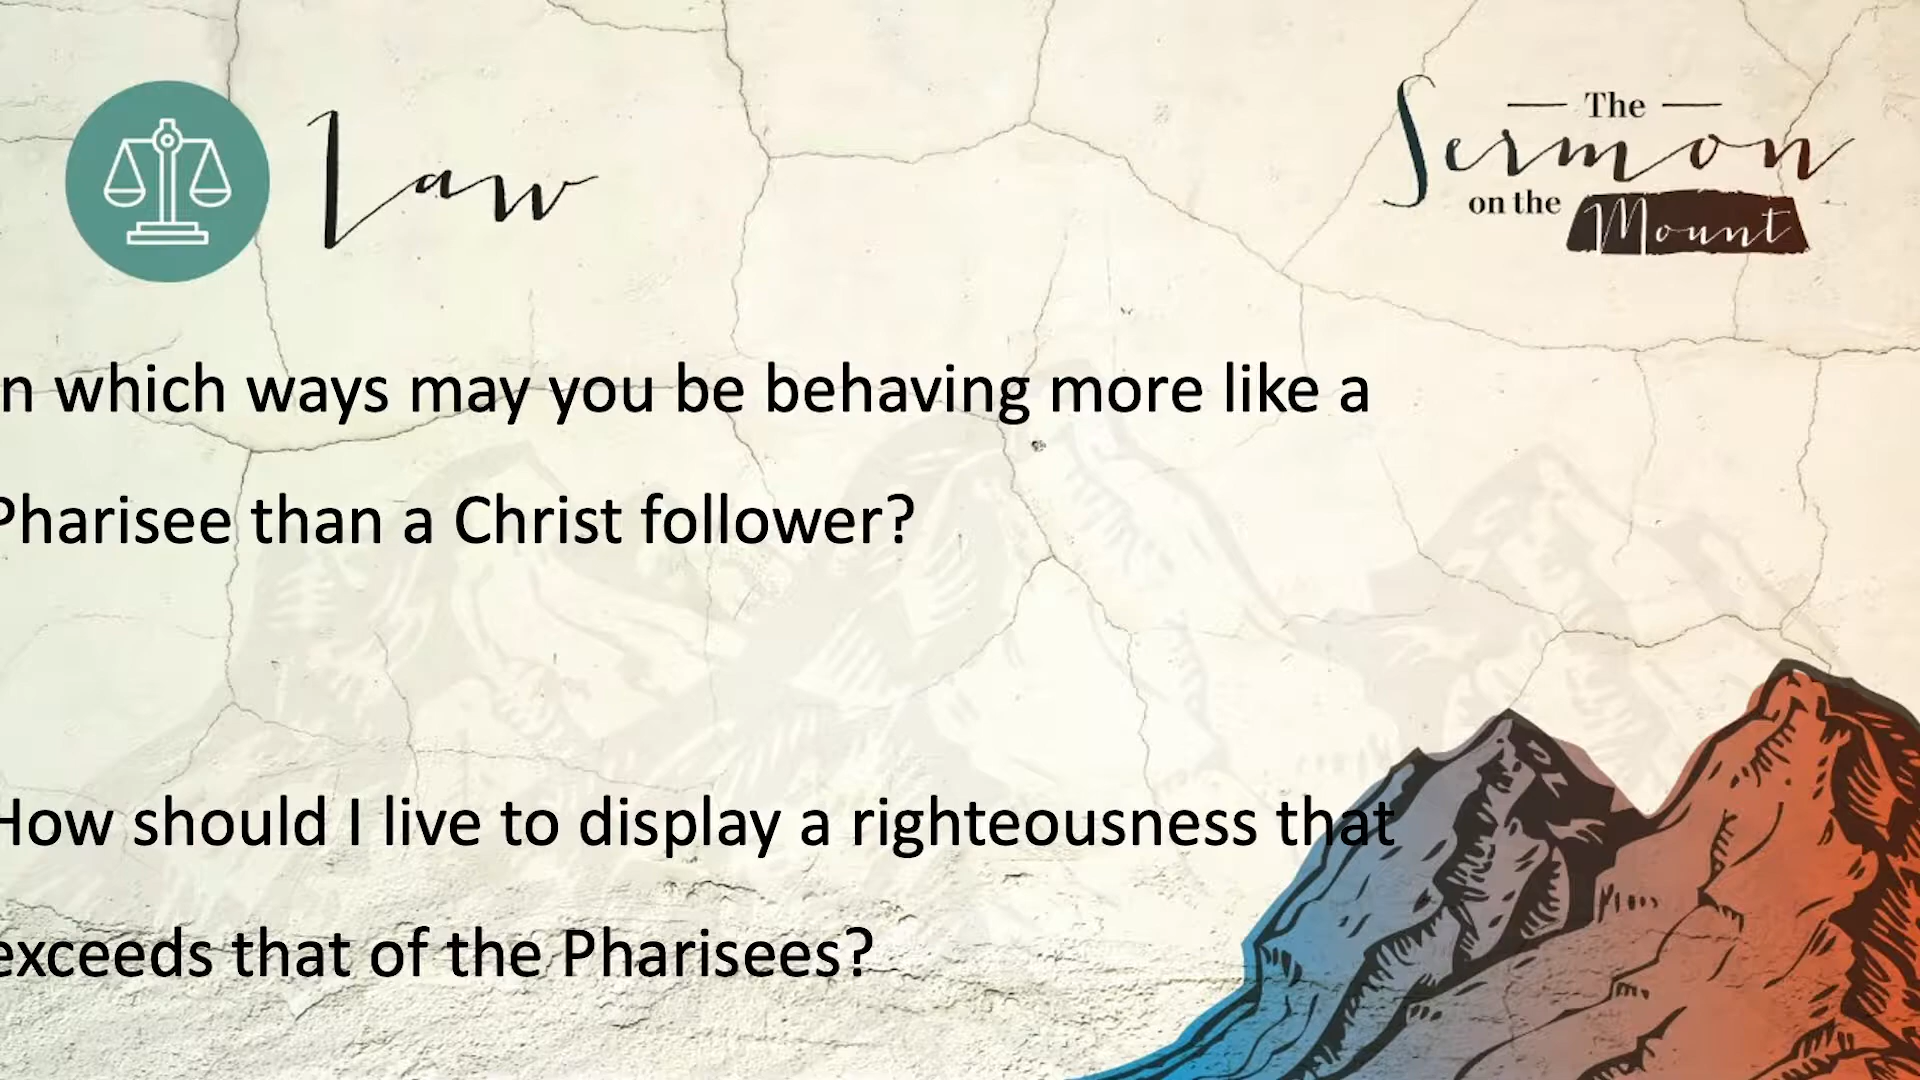 Law
The
Sermon
on the Mount
n which ways may you be behaving more like a
Pharisee than a Christ follower?
How should I live to display a righteousness that
exceeds that of the Pharisees?